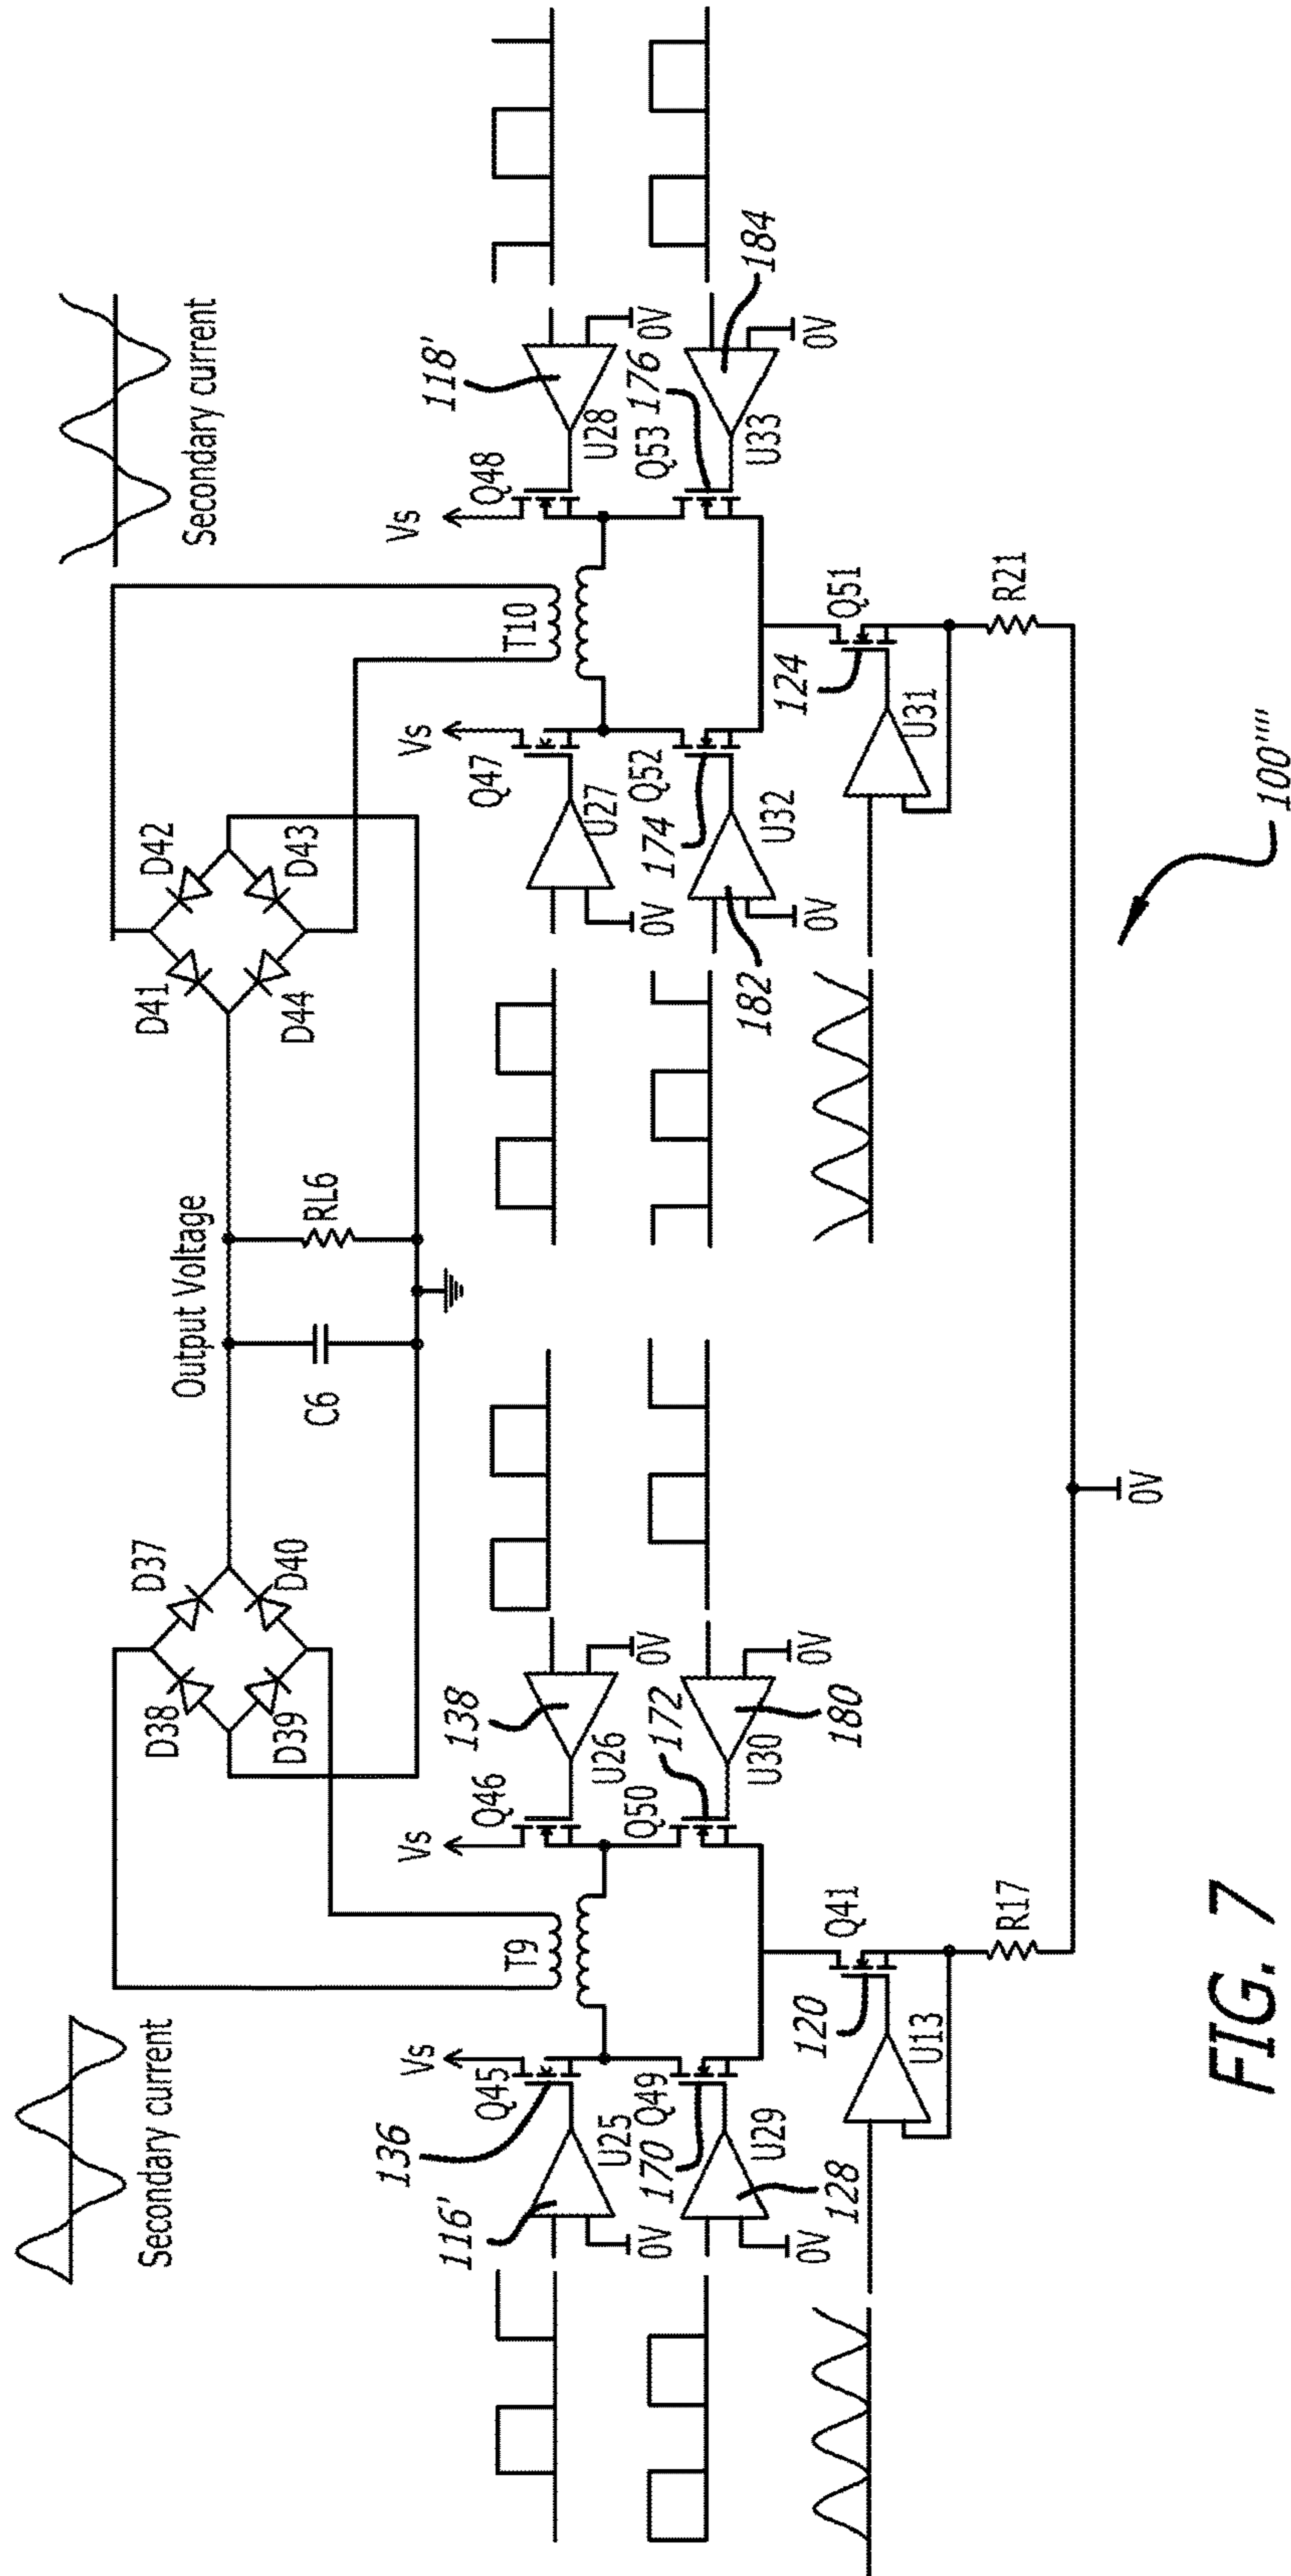 Secondary current
Secondary current
Output Voltage
D37
D38
D39
D40
C6
RL6
D41
D42
D43
D44
T9
T10
Vs
Vs
Vs
Vs
Q45
Q46
Q47
Q48
136
116'
U25
0V
138
U26
0V
U27
0V
118'
U28
0V
Q49
170
U29
128
0V
Q50
172
U30
180
0V
Q52
174
U32
182
0V
Q53
176
U33
184
0V
Q41
120
U13
R17
Q51
124
U31
R21
0V
100''''
FIG. 7